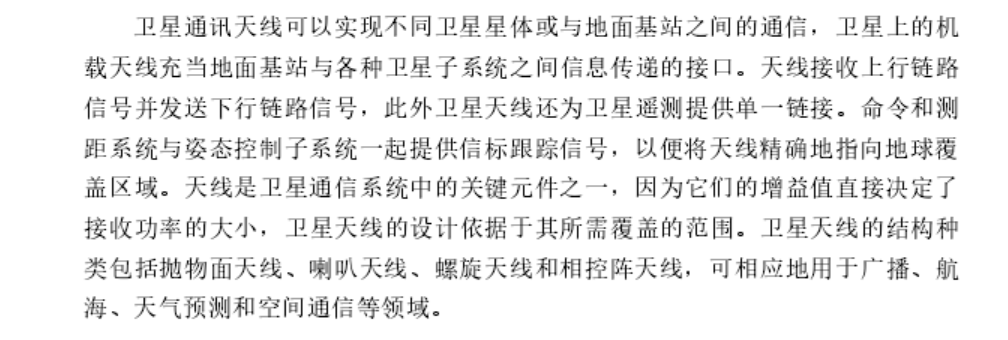 卫星通讯天线可以实现不同卫星星体或与地面基站之间的通信，卫星上的机
载天线充当地面基站与各种卫星子系统之间信息传递的接口。天线接收上行链路
信号并发送下行链路信号，此外卫星天线还为卫星遥测提供单一链接。命令和测
距系统与姿态控制子系统一起提供信标跟踪信号，以便将天线精确地指向地球覆
盖区域。天线是卫星通信系统中的关键元件之一，因为它们的增益值直接决定了
接收功率的大小，卫星天线的设计依据于其所需覆盖的范围。卫星天线的结构种
类包括抛物面天线、喇叭天线、螺旋天线和相控阵天线，可相应地用于广播、航
海、天气预测和空间通信等领域。